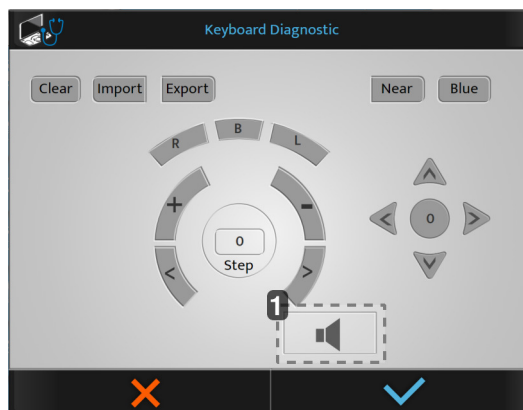 Keyboard Diagnostic
Clear Import Export Near Blue
R B L
+ -
0 0
Step
< >
1